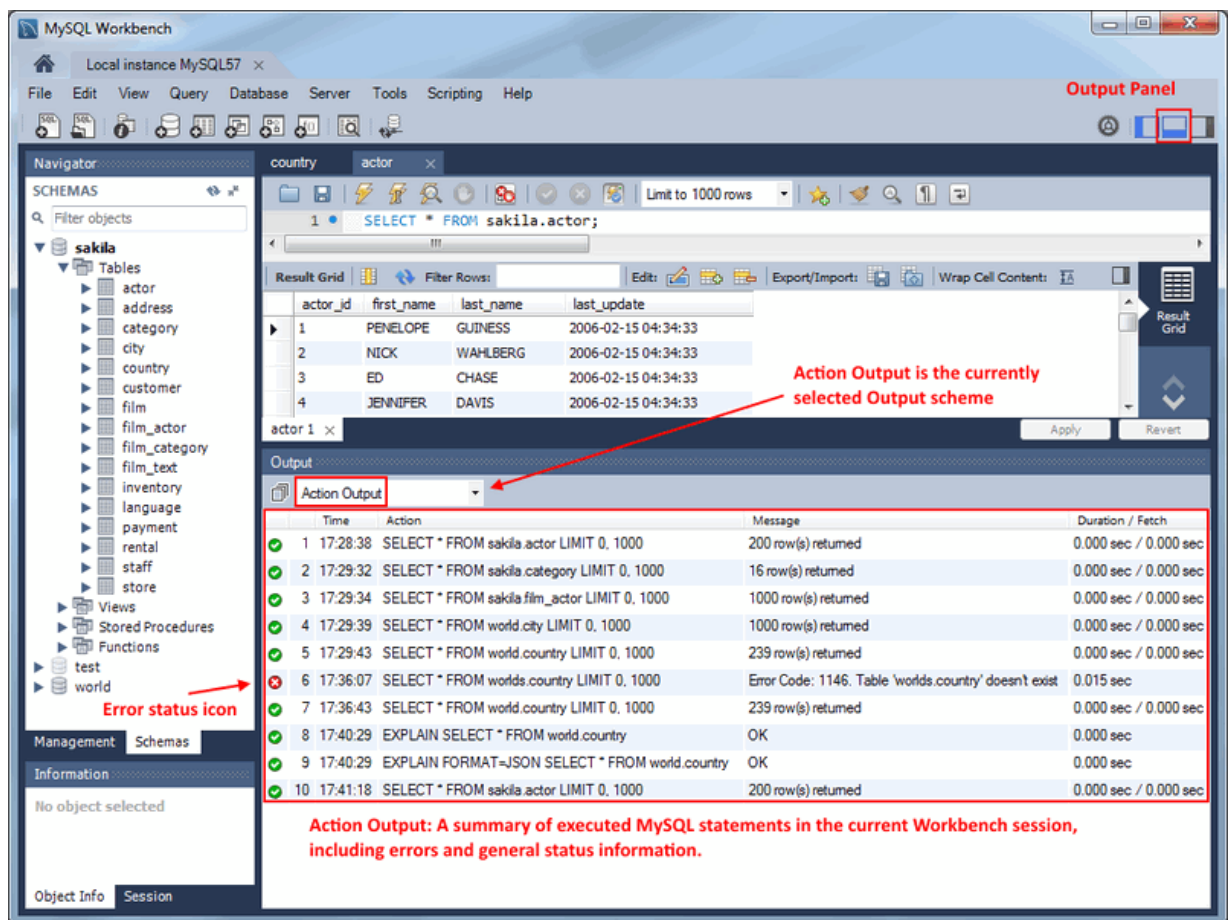 MySQL Workbench
Local instance MySQL57
File Edit View Query Database Server Tools Scripting Help
Output Panel
Navigator
SCHEMAS
Filter objects
sakila
Tables
actor
address
category
city
country
customer
film
film_actor
film_category
film_text
inventory
language
payment
rental
staff
store
Views
Stored Procedures
Functions
test
world
Error status icon
Management Schemas
Information
No object selected
Object Info Session
country actor
Limit to 1000 rows
1 SELECT * FROM sakila.actor;
Result Grid Filter Rows: Edit: Export/Import: Wrap Cell Content:
Result Grid
actor_id first_name last_name last_update
1 PENELOPE GUINESS 2006-02-15 04:34:33
2 NICK WAHLBERG 2006-02-15 04:34:33
3 ED CHASE 2006-02-15 04:34:33
4 JENNIFER DAVIS 2006-02-15 04:34:33
Action Output is the currently
selected Output scheme
actor 1 Apply Revert
Output
Action Output
Time Action Message Duration / Fetch
1 17:28:38 SELECT * FROM sakila.actor LIMIT 0, 1000 200 row(s) returned 0.000 sec / 0.000 sec
2 17:29:32 SELECT * FROM sakila.category LIMIT 0, 1000 16 row(s) returned 0.000 sec / 0.000 sec
3 17:29:34 SELECT * FROM sakila.film_actor LIMIT 0, 1000 1000 row(s) returned 0.000 sec / 0.000 sec
4 17:29:39 SELECT * FROM world.city LIMIT 0, 1000 1000 row(s) returned 0.000 sec / 0.000 sec
5 17:29:43 SELECT * FROM world.country LIMIT 0, 1000 239 row(s) returned 0.000 sec / 0.000 sec
6 17:36:07 SELECT * FROM worlds.country LIMIT 0, 1000 Error Code: 1146. Table 'worlds.country' doesn't exist 0.015 sec
7 17:36:43 SELECT * FROM world.country LIMIT 0, 1000 239 row(s) returned 0.000 sec / 0.000 sec
8 17:40:29 EXPLAIN SELECT * FROM world.country OK 0.000 sec
9 17:40:29 EXPLAIN FORMAT=JSON SELECT * FROM world.country OK 0.000 sec
10 17:41:18 SELECT * FROM sakila.actor LIMIT 0, 1000 200 row(s) returned 0.000 sec / 0.000 sec
Action Output: A summary of executed MySQL statements in the current Workbench session,
including errors and general status information.